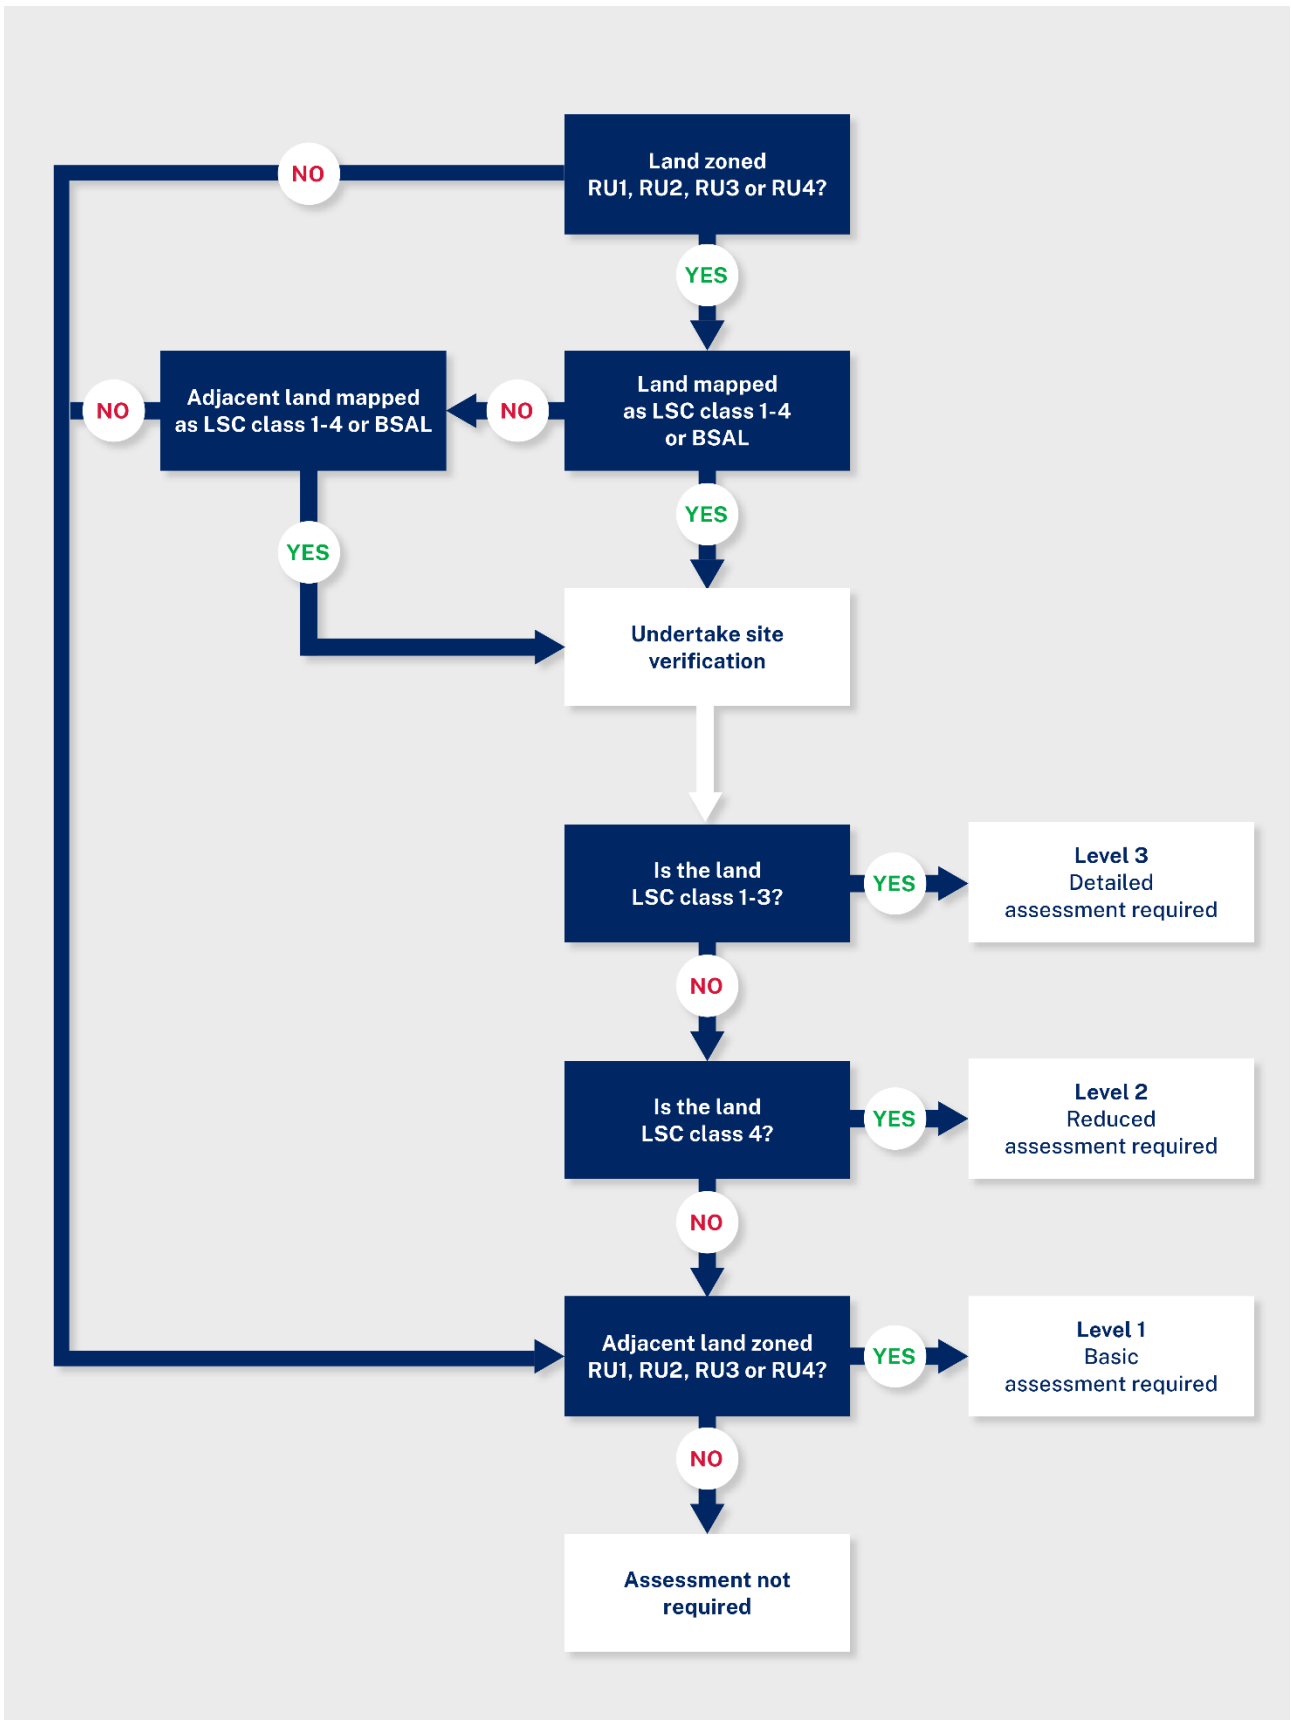 Land zoned
RU1, RU2, RU3 or RU4?
NO
YES
Land mapped
as LSC class 1-4
or BSAL
NO
Adjacent land mapped
as LSC class 1-4 or BSAL
NO
YES
YES
Undertake site
verification
Is the land
LSC class 1-3?
YES
Level 3
Detailed
assessment required
NO
Is the land
LSC class 4?
YES
Level 2
Reduced
assessment required
NO
Adjacent land zoned
RU1, RU2, RU3 or RU4?
YES
Level 1
Basic
assessment required
NO
Assessment not
required